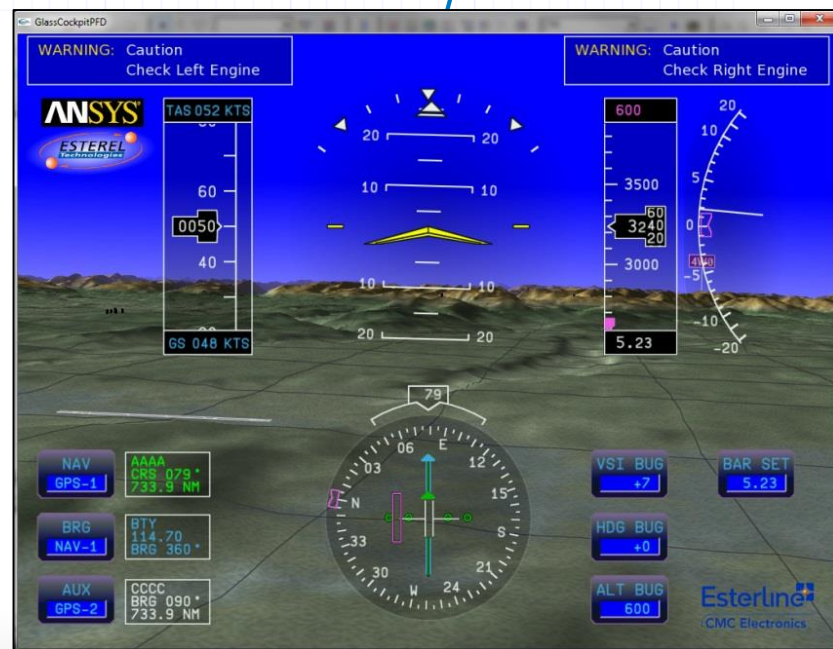 GlassCockpitPFD
WARNING: Caution
Check Left Engine
WARNING: Caution
Check Right Engine
ANSYS
ESTEREL
Technologies
TAS 052 KTS
60
0050
40
GS 048 KTS
20 20
10 10
10 10
20 20
600
3500
3240
60
20
3000
5.23
20
10
5
0
4140
-5
-10
-20
79
N 03 06 E 12 15 S 21 24 W 30 33
NAV
GPS-1
AAAA
CRS 079°
733.9 NM
BRG
NAV-1
BTY
114.70
BRG 360°
AUX
GPS-2
CCCC
BRG 090°
733.9 NM
VSI BUG
+7
BAR SET
5.23
HDG BUG
+0
ALT BUG
600
Esterline
CMC Electronics